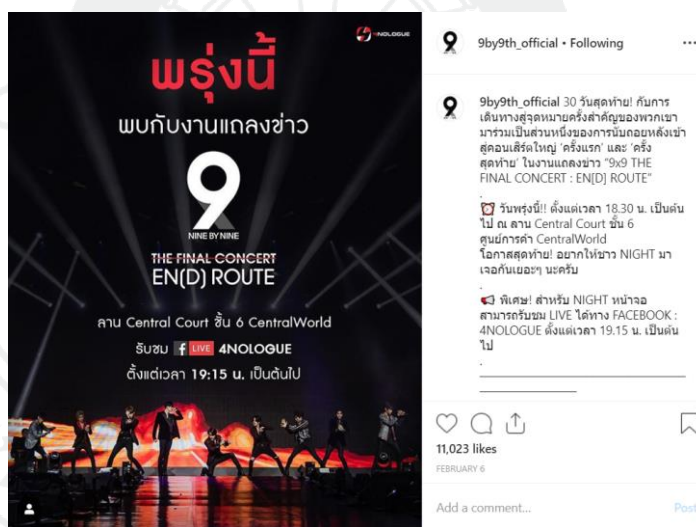 4NOLOGUE
พรุ่งนี้
พบกับงานแถลงข่าว
9
NINE BY NINE
THE FINAL CONCERT
EN(D) ROUTE
ลาน Central Court ชั้น 6 CentralWorld
รับชม f LIVE 4NOLOGUE
ตั้งแต่เวลา 19:15 น. เป็นต้นไป
9by9th_official • Following
9by9th_official 30 วันสุดท้าย! กับการ
เดินทางสู่จุดหมายครั้งสำคัญของพวกเขา
มาร่วมเป็นส่วนหนึ่งของการนับถอยหลังเข้า
สู่คอนเสิร์ตใหญ่ ‘ครั้งแรก’ และ ‘ครั้ง
สุดท้าย’ ในงานแถลงข่าว "9x9 THE
FINAL CONCERT : EN[D] ROUTE"
.
วันพรุ่งนี้!! ตั้งแต่เวลา 18.30 น. เป็นต้น
ไป ณ ลาน Central Court ชั้น 6
ศูนย์การค้า CentralWorld
โอกาสสุดท้าย! อยากให้ชาว NIGHT มา
เจอกันเยอะๆ นะครับ
.
พิเศษ! สำหรับ NIGHT หน้าจอ
สามารถรับชม LIVE ได้ทาง FACEBOOK :
4NOLOGUE ตั้งแต่เวลา 19.15 น. เป็นต้น
ไป
.
11,023 likes
FEBRUARY 6
Add a comment...
Post